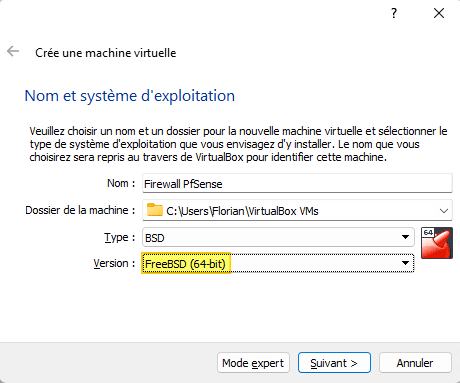 ?
Crée une machine virtuelle
Nom et système d'exploitation
Veuillez choisir un nom et un dossier pour la nouvelle machine virtuelle et sélectionner le
type de système d'exploitation que vous envisagez d'y installer. Le nom que vous
choisirez sera repris au travers de VirtualBox pour identifier cette machine.
Nom : Firewall PfSense
Dossier de la machine : C:\Users\Florian\VirtualBox VMs
Type : BSD
64
Version : FreeBSD (64-bit)
Mode expert Suivant > Annuler